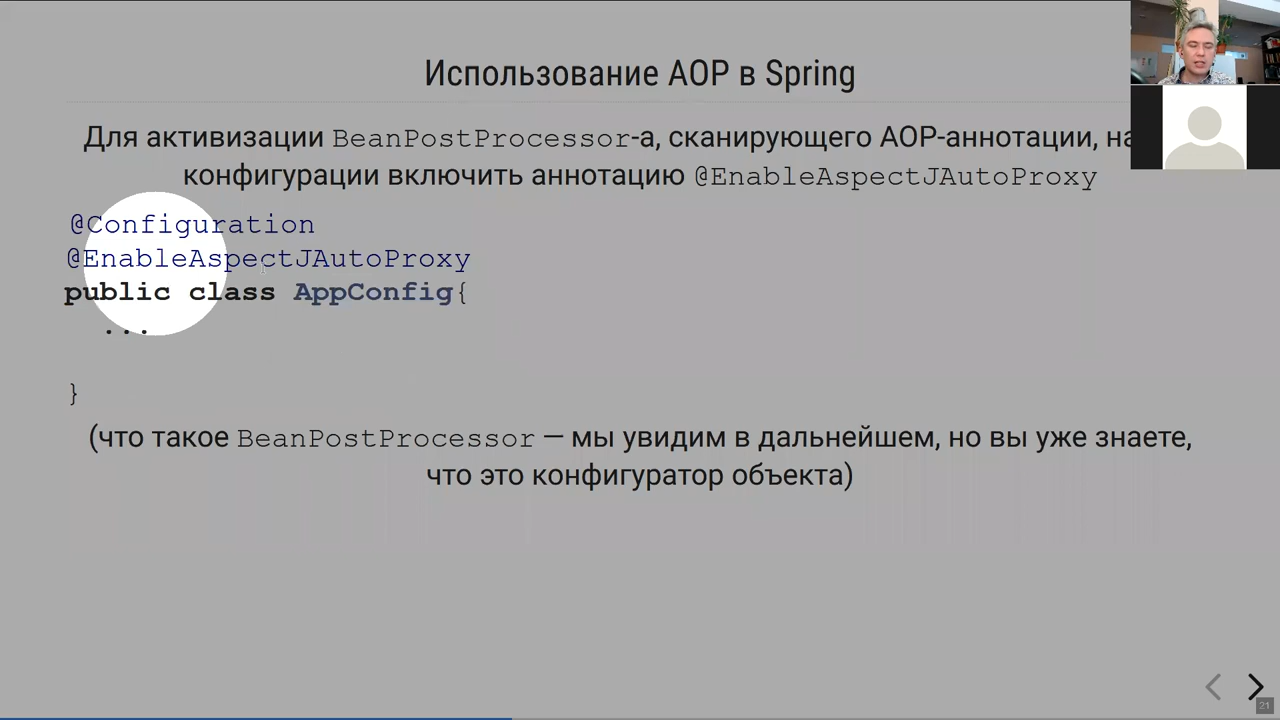 Использование AOP в Spring
Для активизации BeanPostProcessor-а, сканирующего AOP-аннотации, на
конфигурации включить аннотацию @EnableAspectJAutoProxy
@Configuration
@EnableAspectJAutoProxy
public class AppConfig{
...
}
(что такое BeanPostProcessor — мы увидим в дальнейшем, но вы уже знаете,
что это конфигуратор объекта)
21